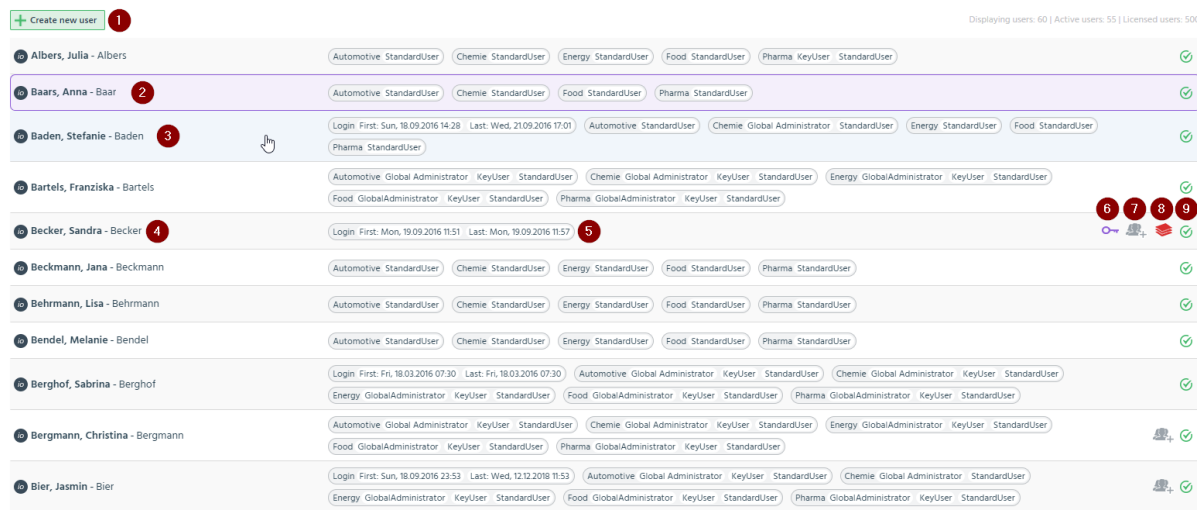 Create new user 1 Displaying users: 60 | Active users: 55 | Licensed users: 500
io Albers, Julia - Albers Automotive StandardUser Chemie StandardUser Energy StandardUser Food StandardUser Pharma KeyUser StandardUser
io Baars, Anna - Baar 2 Automotive StandardUser Chemie StandardUser Food StandardUser Pharma StandardUser
io Baden, Stefanie - Baden 3 Login First: Sun, 18.09.2016 14:28 Last: Wed, 21.09.2016 17:01 Automotive StandardUser Chemie Global Administrator StandardUser Energy StandardUser Food StandardUser
Pharma StandardUser
io Bartels, Franziska - Bartels Automotive Global Administrator KeyUser StandardUser Chemie Global Administrator KeyUser StandardUser Energy GlobalAdministrator KeyUser StandardUser
Food GlobalAdministrator KeyUser StandardUser Pharma GlobalAdministrator KeyUser StandardUser
6 7 8 9
io Becker, Sandra - Becker 4 Login First: Mon, 19.09.2016 11:51 Last: Mon, 19.09.2016 11:57 5
io Beckmann, Jana - Beckmann Automotive StandardUser Chemie StandardUser Energy StandardUser Food StandardUser Pharma StandardUser
io Behrmann, Lisa - Behrmann Automotive StandardUser Chemie StandardUser Energy StandardUser Food StandardUser Pharma StandardUser
io Bendel, Melanie - Bendel Automotive StandardUser Chemie StandardUser Energy StandardUser Food StandardUser Pharma StandardUser
io Berghof, Sabrina - Berghof Login First: Fri, 18.03.2016 07:30 Last: Fri, 18.03.2016 07:30 Automotive Global Administrator KeyUser StandardUser Chemie Global Administrator KeyUser StandardUser
Energy GlobalAdministrator KeyUser StandardUser Food GlobalAdministrator KeyUser StandardUser Pharma GlobalAdministrator KeyUser StandardUser
io Bergmann, Christina - Bergmann Automotive Global Administrator KeyUser StandardUser Chemie Global Administrator KeyUser StandardUser Energy GlobalAdministrator KeyUser StandardUser
Food GlobalAdministrator KeyUser StandardUser Pharma GlobalAdministrator KeyUser StandardUser
io Bier, Jasmin - Bier Login First: Sun, 18.09.2016 23:53 Last: Wed, 12.12.2018 11:53 Automotive Global Administrator KeyUser StandardUser Chemie Global Administrator StandardUser
Energy GlobalAdministrator KeyUser StandardUser Food GlobalAdministrator KeyUser StandardUser Pharma GlobalAdministrator KeyUser StandardUser